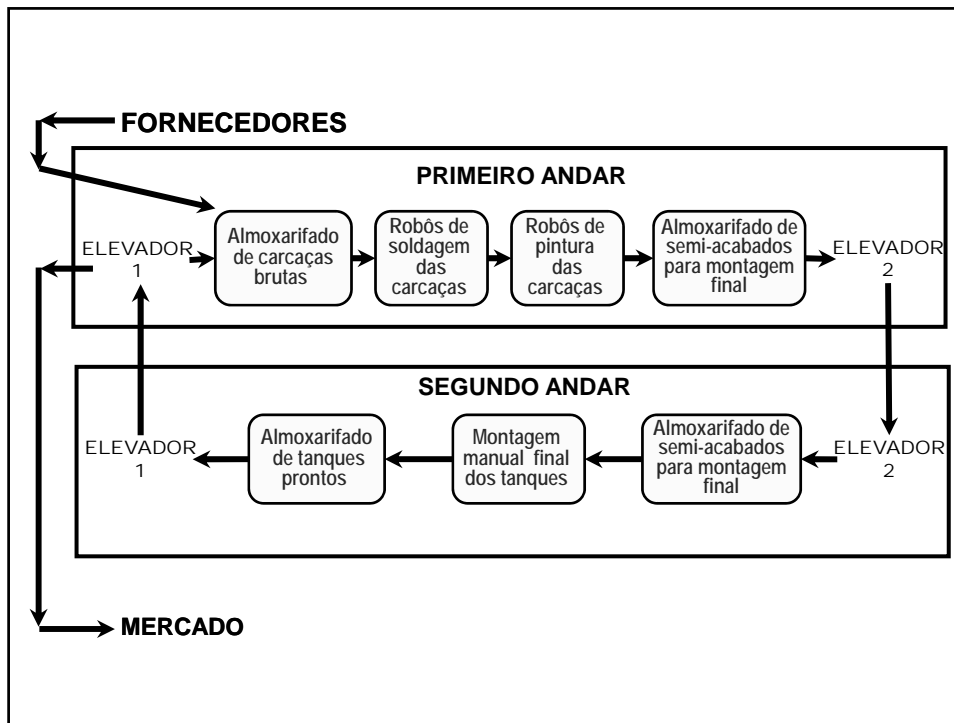 FORNECEDORES
PRIMEIRO ANDAR
ELEVADOR
1
Almoxarifado
de carcaças
brutas
Robôs de
soldagem
das
carcaças
Robôs de
pintura
das
carcaças
Almoxarifado de
semi-acabados
para montagem
final
ELEVADOR
2
SEGUNDO ANDAR
ELEVADOR
1
Almoxarifado
de tanques
prontos
Montagem
manual final
dos tanques
Almoxarifado de
semi-acabados
para montagem
final
ELEVADOR
2
MERCADO